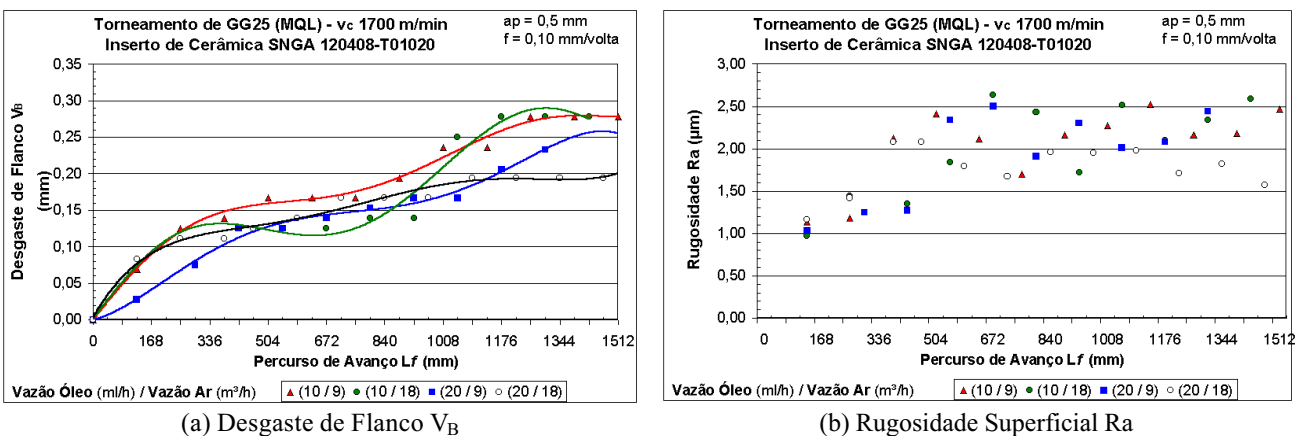 Torneamento de GG25 (MQL) - vc 1700 m/min
Inserto de Cerâmica SNGA 120408-T01020
ap = 0,5 mm
f = 0,10 mm/volta
0,35
0,30
0,25
0,20
0,15
0,10
0,05
0,00
Desgaste de Flanco VB
(mm)
0 168 336 504 672 840 1008 1176 1344 1512
Percurso de Avanço Lf (mm)
Vazão Óleo (ml/h) / Vazão Ar (m³/h) (10 / 9) (10 / 18) (20 / 9) (20 / 18)
(a) Desgaste de Flanco VB
Torneamento de GG25 (MQL) - vc 1700 m/min
Inserto de Cerâmica SNGA 120408-T01020
ap = 0,5 mm
f = 0,10 mm/volta
3,00
2,50
2,00
1,50
1,00
0,50
0,00
Rugosidade Ra (µm)
0 168 336 504 672 840 1008 1176 1344 1512
Percurso de Avanço Lf (mm)
Vazão Óleo (ml/h) / Vazão Ar (m³/h) (10 / 9) (10 / 18) (20 / 9) (20 / 18)
(b) Rugosidade Superficial Ra